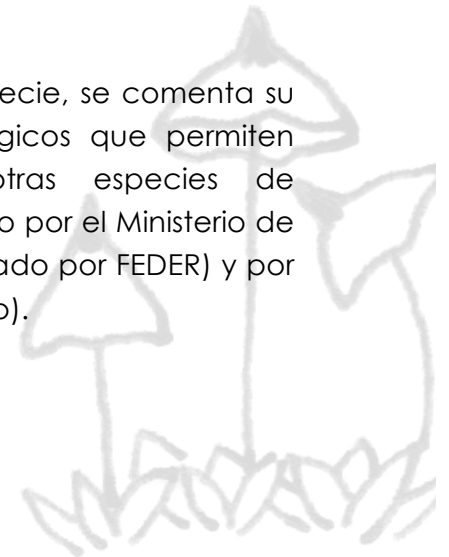 ecie, se comenta su
gicos que permiten
otras especies de
o por el Ministerio de
ado por FEDER) y por
o).